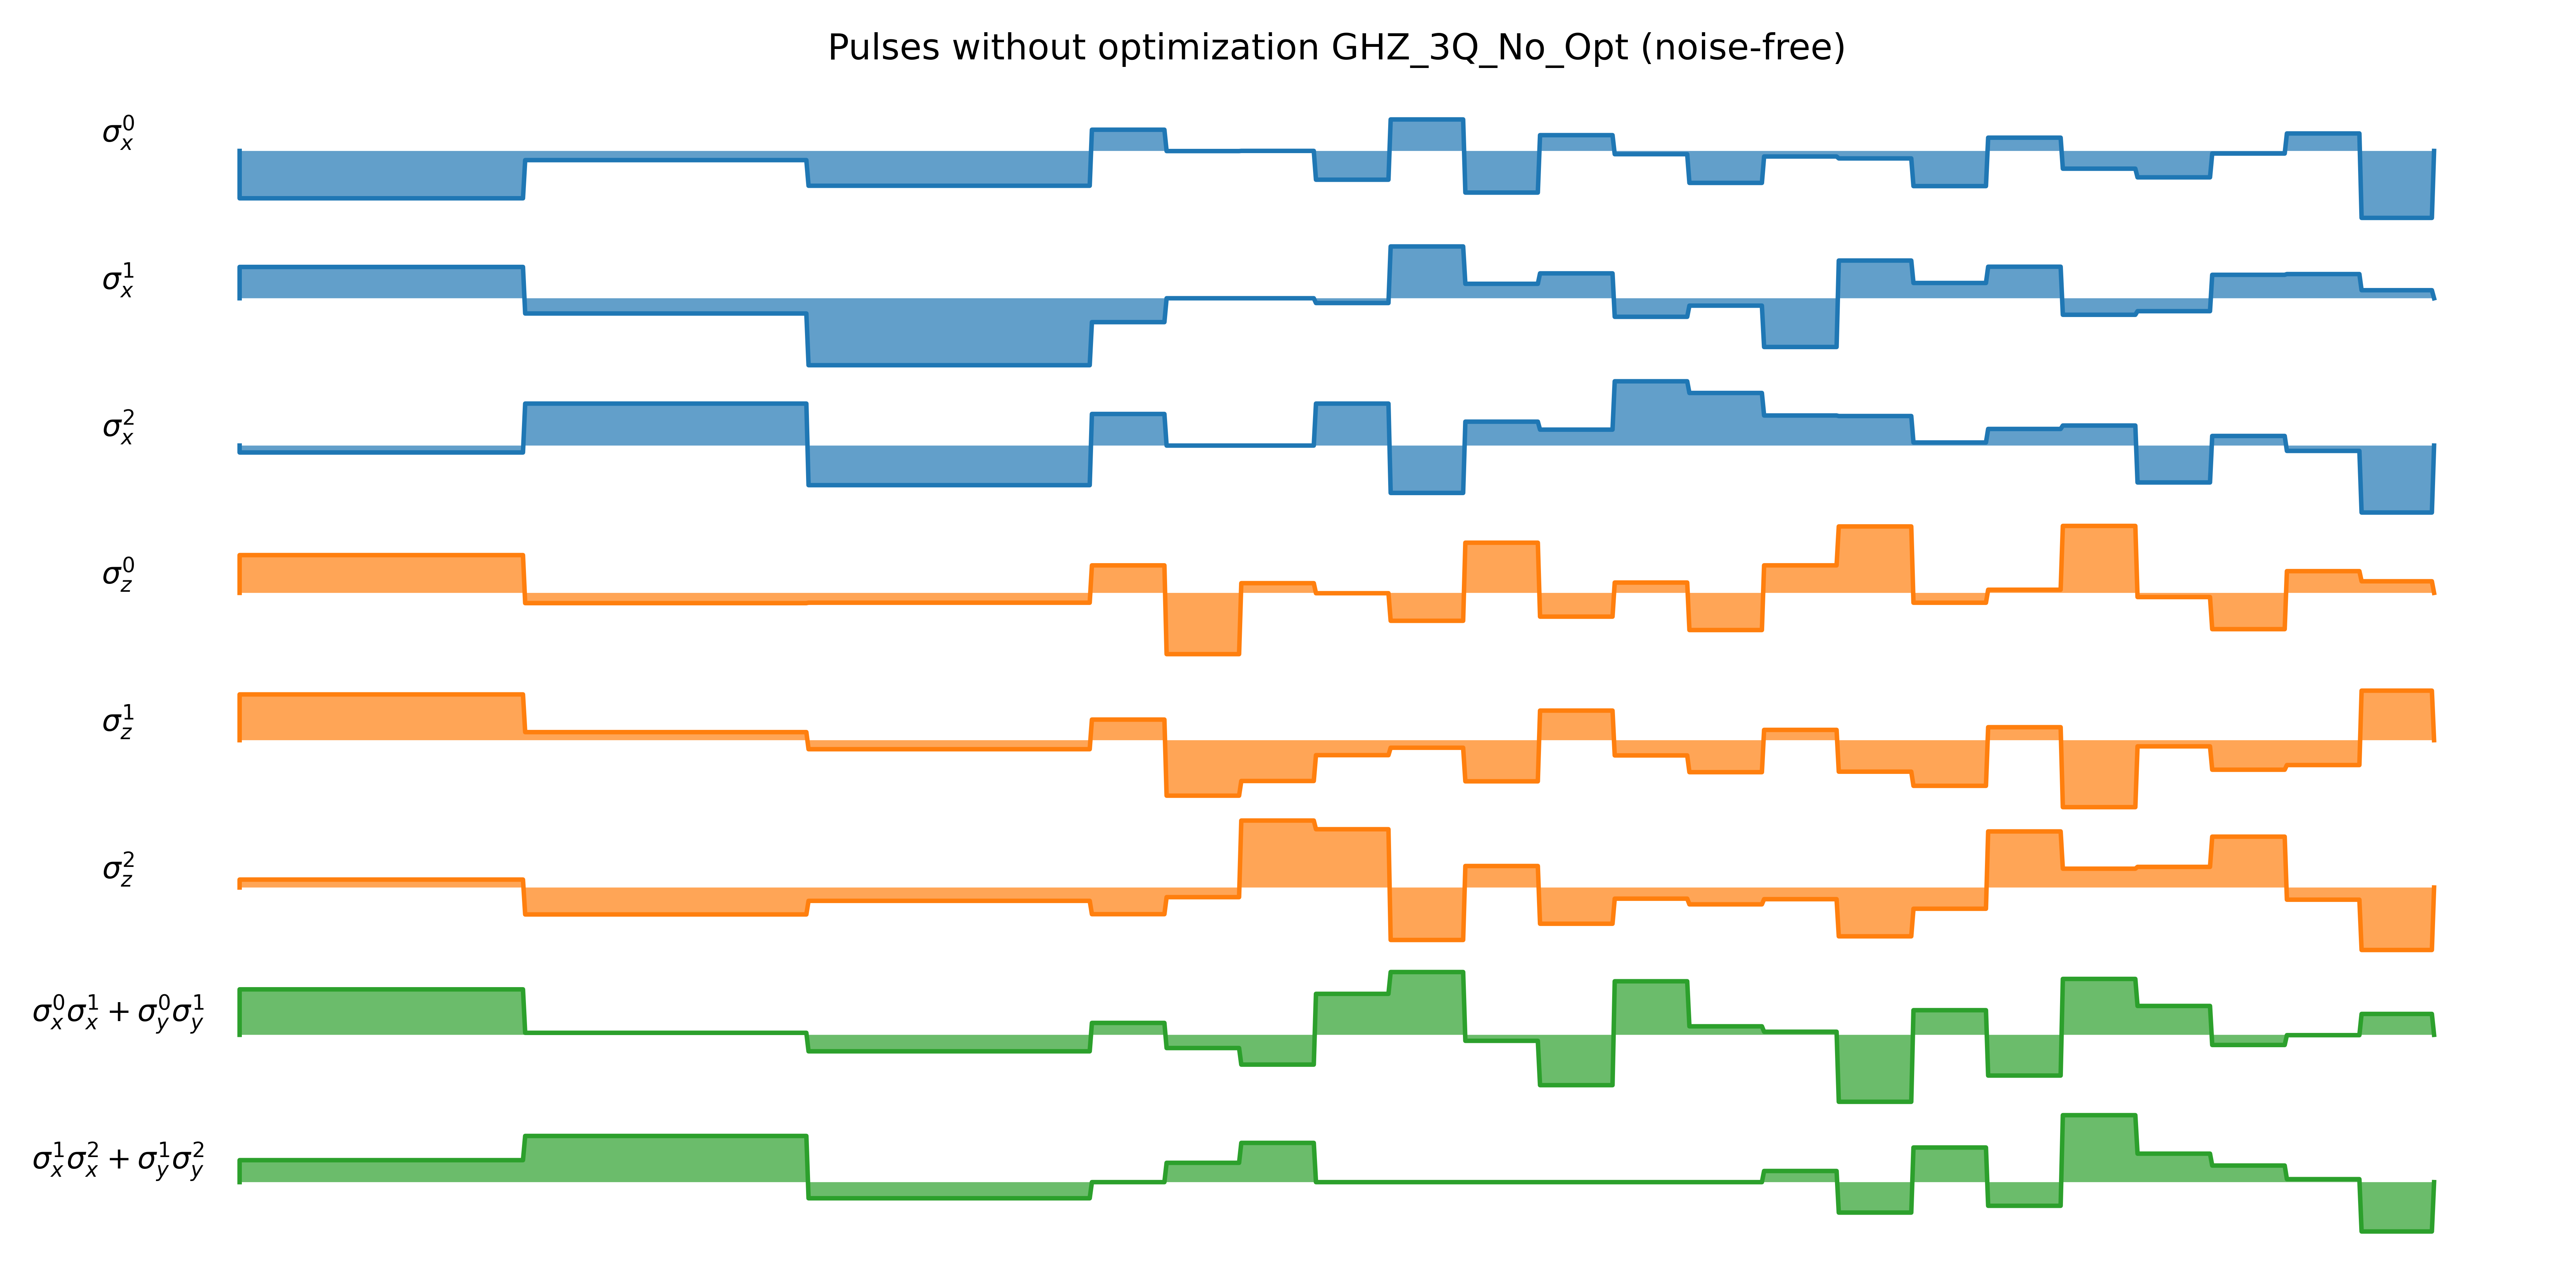 Pulses without optimization GHZ_3Q_No_Opt (noise-free)
σ_x^0
σ_x^1
σ_x^2
σ_z^0
σ_z^1
σ_z^2
σ_x^0σ_x^1 + σ_y^0σ_y^1
σ_x^1σ_x^2 + σ_y^1σ_y^2